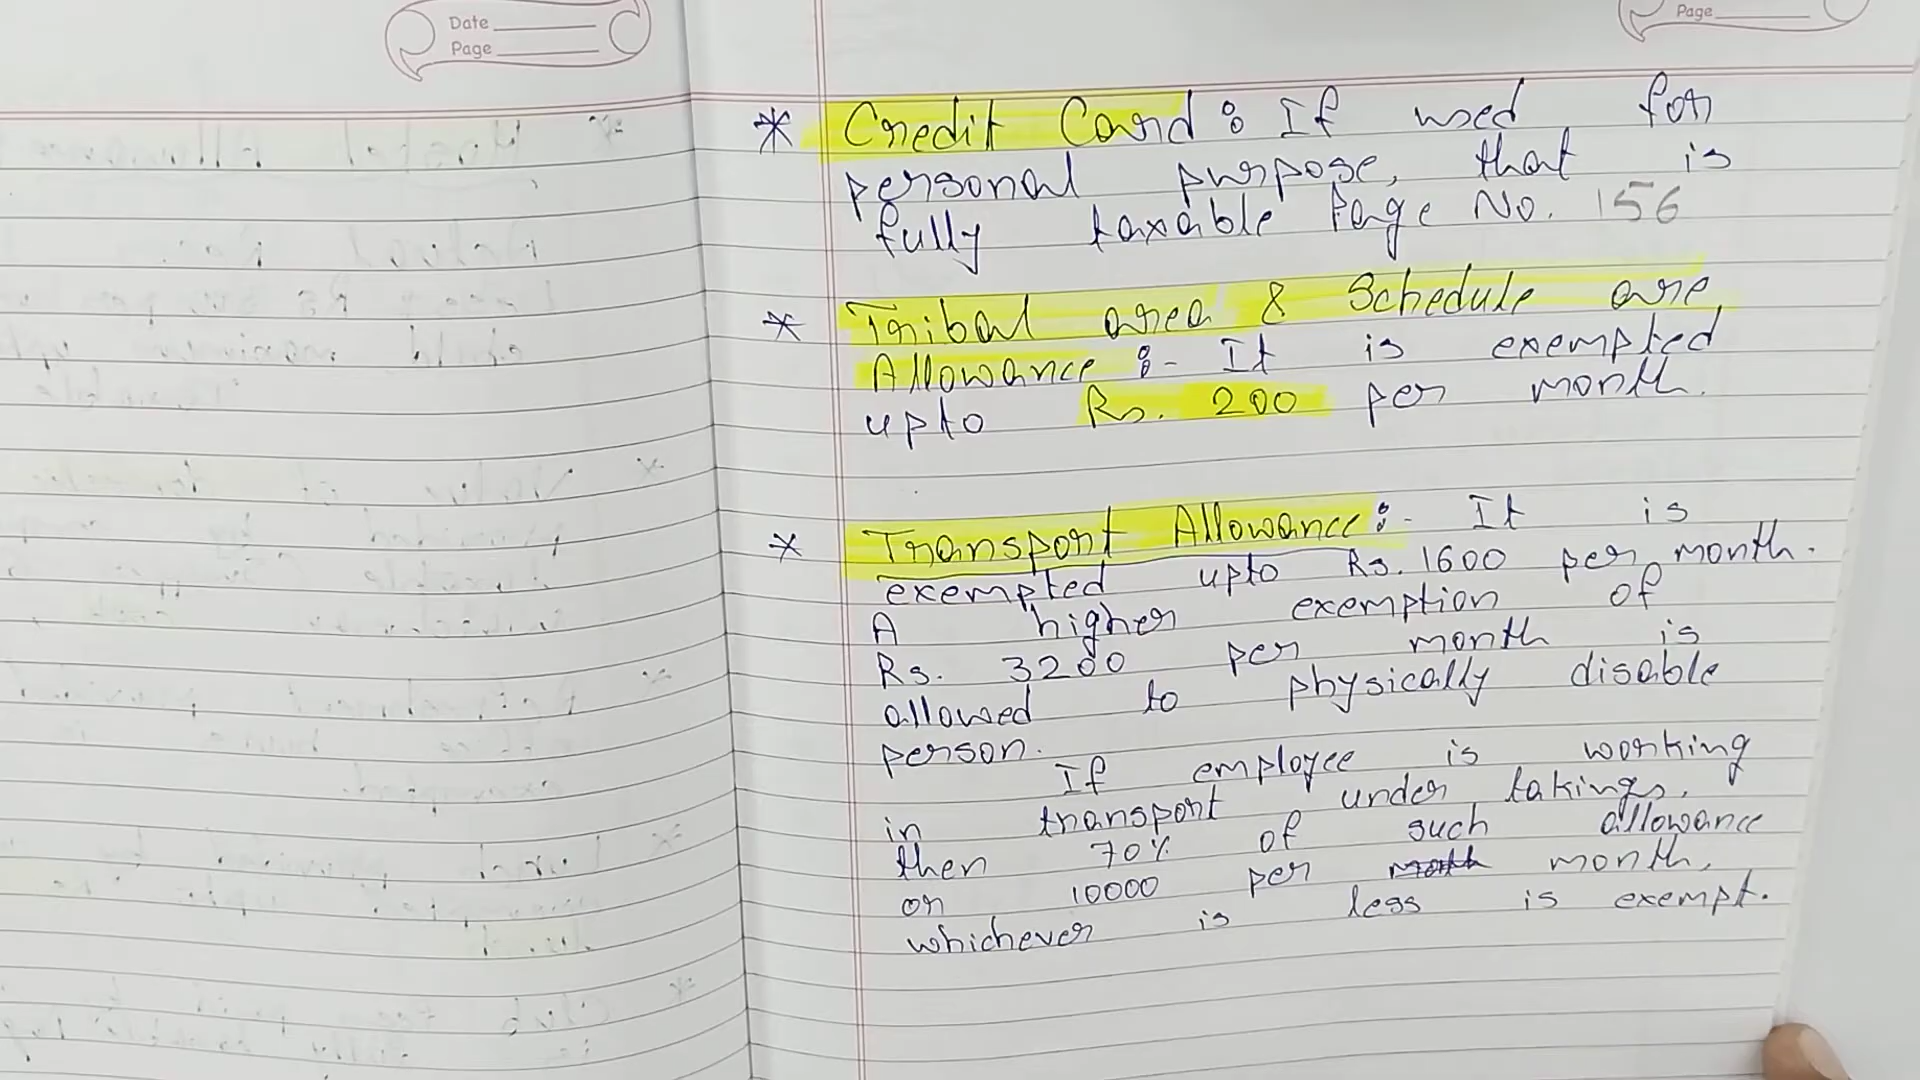 Date
Page
Page
* Credit Card : If used for
personal purpose, that is
fully taxable Page No. 156
* Tribal area & Schedule are
Allowance :- It is exempted
upto Rs. 200 per month.
* Transport Allowance :- It is
exempted upto Rs. 1600 per month.
A higher exemption of
Rs. 3200 per month is
allowed to physically disable
person.
If employee is working
in transport under takings,
then 70% of such allowance
or 10000 per month,
whichever is less is exempt.